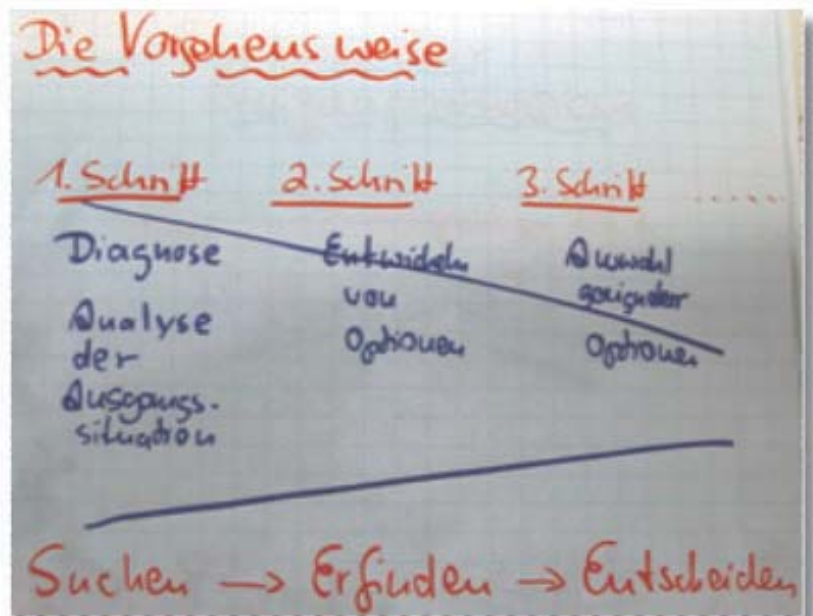 Die Vorgehensweise
1. Schritt 2. Schritt 3. Schritt ......
Diagnose
Analyse
der
Ausgangs-
situation
Entwickeln
von
Optionen
Auswahl
geeigneter
Optionen
Suchen → Erfinden → Entscheiden